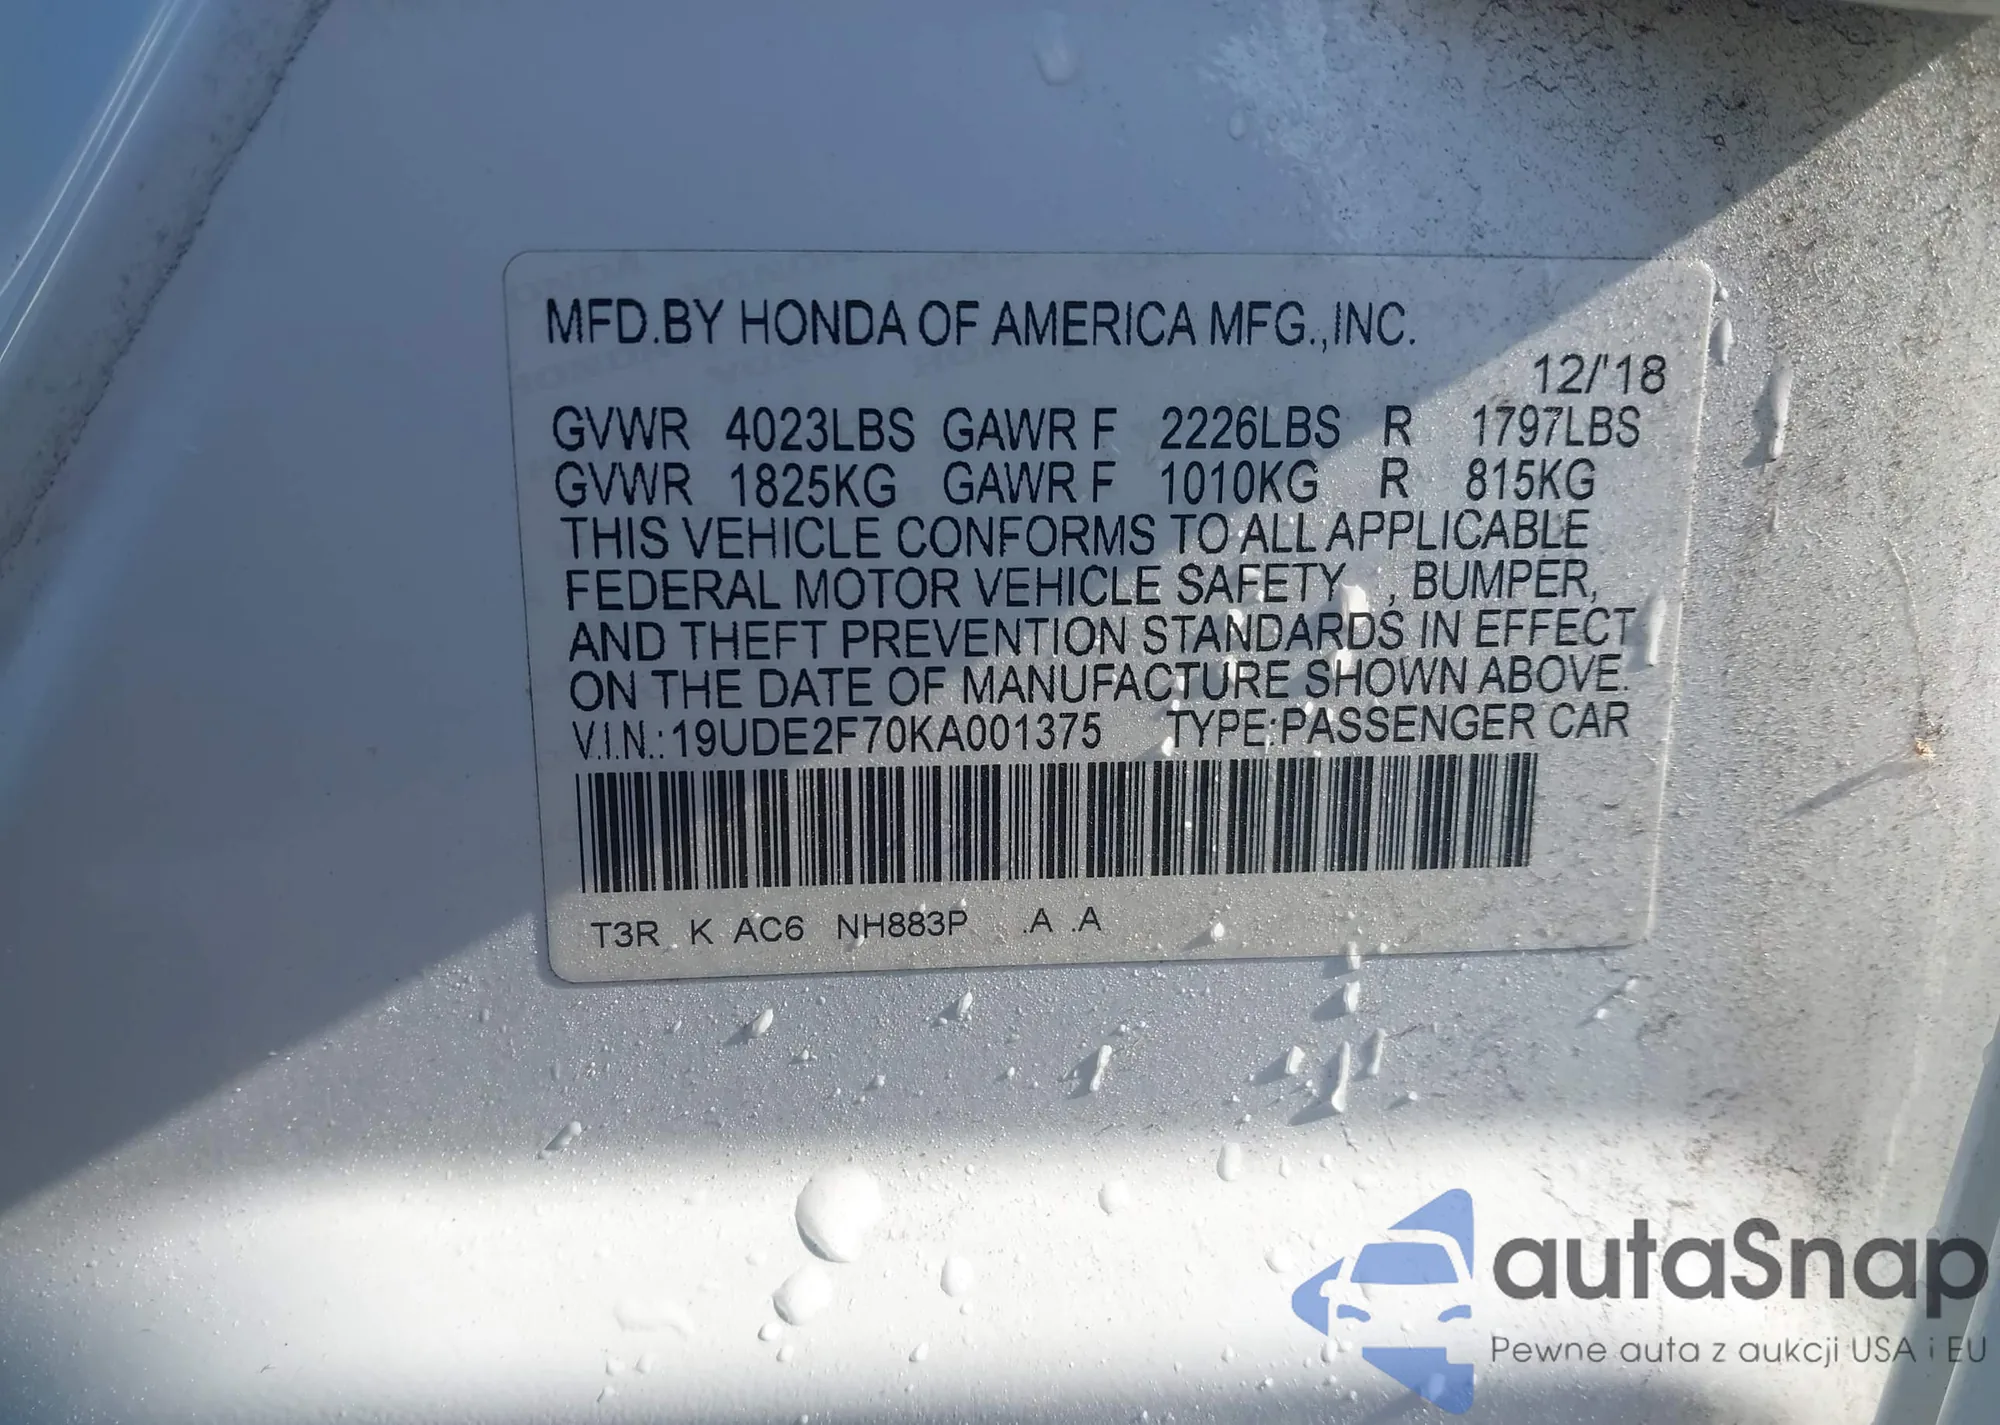 MFD.BY HONDA OF AMERICA MFG.,INC.
12/'18
GVWR 4023LBS GAWR F 2226LBS R 1797LBS
GVWR 1825KG GAWR F 1010KG R 815KG
THIS VEHICLE CONFORMS TO ALL APPLICABLE
FEDERAL MOTOR VEHICLE SAFETY , BUMPER,
AND THEFT PREVENTION STANDARDS IN EFFECT
ON THE DATE OF MANUFACTURE SHOWN ABOVE.
V.I.N.:19UDE2F70KA001375 TYPE:PASSENGER CAR
T3R K AC6 NH883P .A .A
autaSnap
Pewne auta z aukcji USA i EU